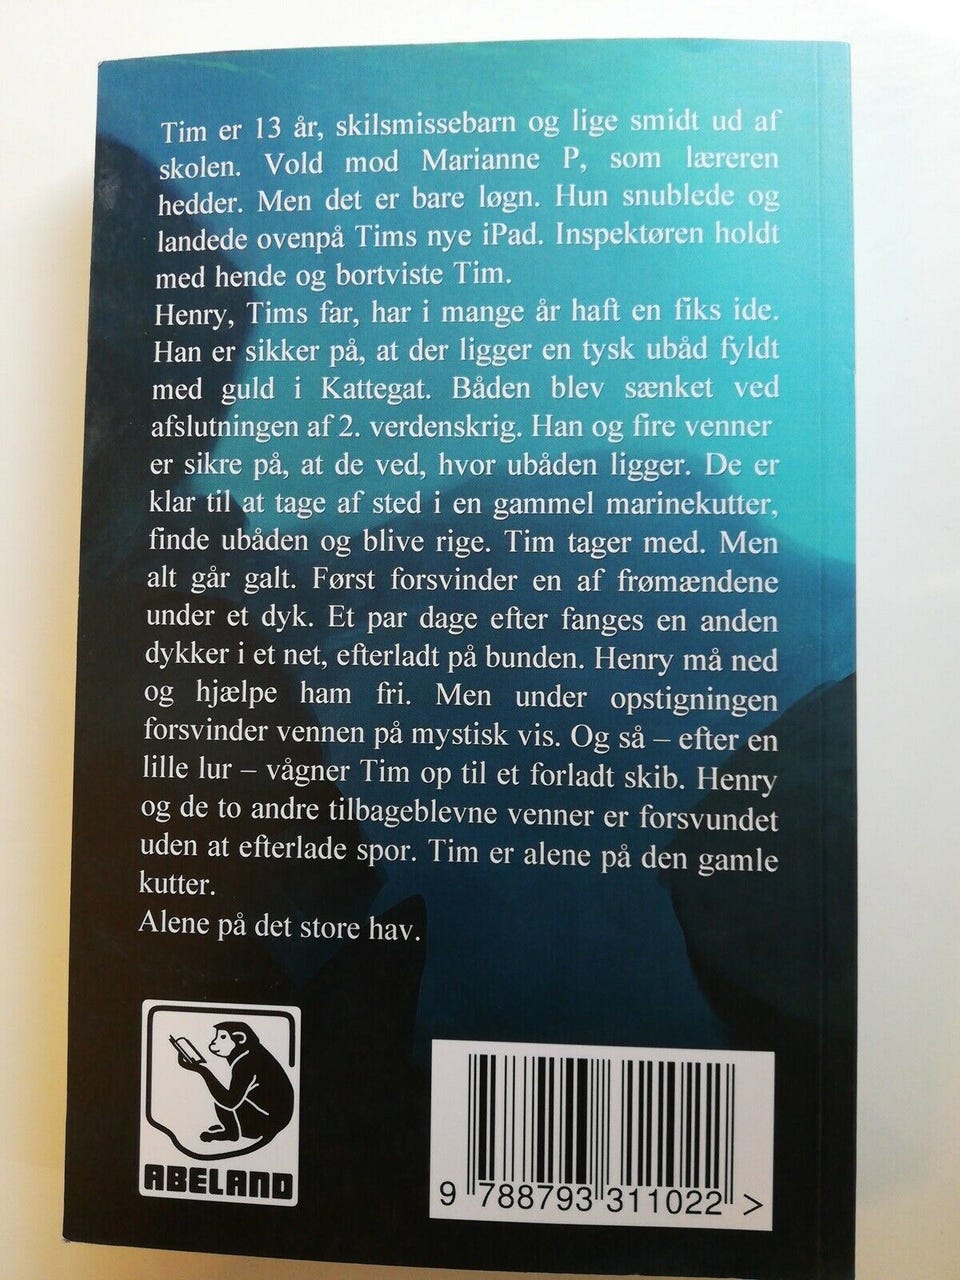 Tim er 13 år, skilsmissebarn og lige smidt ud af
skolen. Vold mod Marianne P, som læreren
hedder. Men det er bare løgn. Hun snublede og
landede ovenpå Tims nye iPad. Inspektøren holdt
med hende og bortviste Tim.
Henry, Tims far, har i mange år haft en fiks ide.
Han er sikker på, at der ligger en tysk ubåd fyldt
med guld i Kattegat. Båden blev sænket ved
afslutningen af 2. verdenskrig. Han og fire venner
er sikre på, at de ved, hvor ubåden ligger. De er
klar til at tage af sted i en gammel marinekutter,
finde ubåden og blive rige. Tim tager med. Men
alt går galt. Først forsvinder en af frømændene
under et dyk. Et par dage efter fanges en anden
dykker i et net, efterladt på bunden. Henry må ned
og hjælpe ham fri. Men under opstigningen
forsvinder vennen på mystisk vis. Og så – efter en
lille lur – vågner Tim op til et forladt skib. Henry
og de to andre tilbageblevne venner er forsvundet
uden at efterlade spor. Tim er alene på den gamle
kutter.
Alene på det store hav.
ABELAND
9 788793 311022 >